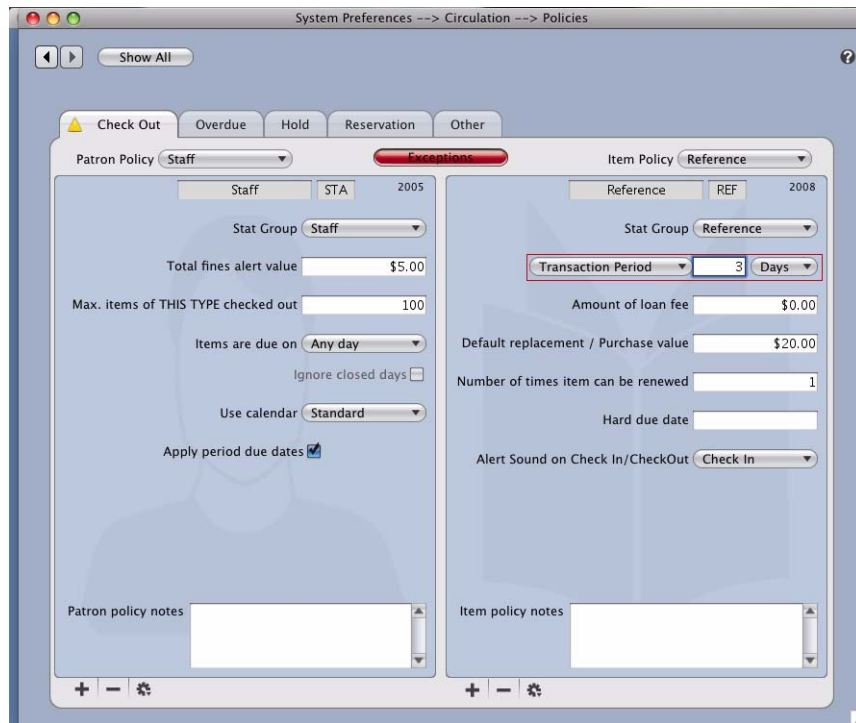 System Preferences --> Circulation --> Policies
Show All
?
Check Out Overdue Hold Reservation Other
Patron Policy Staff Exceptions Item Policy Reference
Staff STA 2005 Reference REF 2008
Stat Group Staff Stat Group Reference
Total fines alert value $5.00 Transaction Period 3 Days
Max. items of THIS TYPE checked out 100 Amount of loan fee $0.00
Items are due on Any day Default replacement / Purchase value $20.00
Ignore closed days Number of times item can be renewed 1
Use calendar Standard Hard due date
Apply period due dates Alert Sound on Check In/CheckOut Check In
Patron policy notes Item policy notes